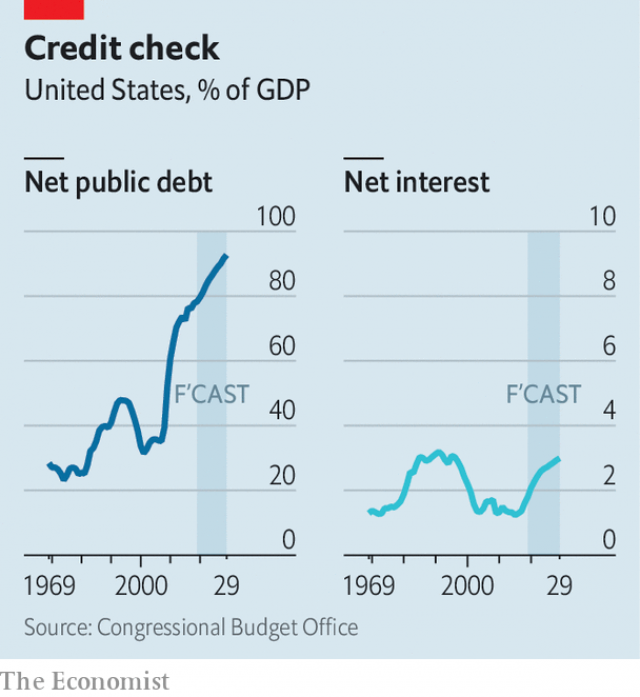 Credit check
United States, % of GDP
Net public debt
100
80
60
F'CAST
40
20
0
1969 2000 29
Net interest
10
8
6
F'CAST
4
2
0
1969 2000 29
Source: Congressional Budget Office
The Economist